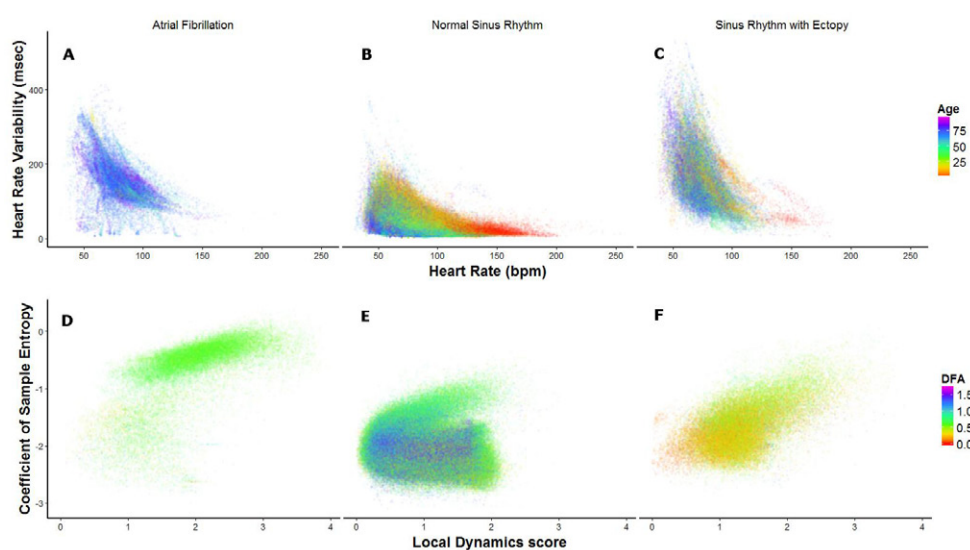 Atrial Fibrillation
Normal Sinus Rhythm
Sinus Rhythm with Ectopy
A
B
C
Heart Rate Variability (msec)
400
200
0
50 100 150 200 250
50 100 150 200 250
50 100 150 200 250
Heart Rate (bpm)
Age
75
50
25
D
E
F
Coefficient of Sample Entropy
0
-1
-2
-3
0 1 2 3 4
0 1 2 3 4
0 1 2 3 4
Local Dynamics score
DFA
1.5
1.0
0.5
0.0